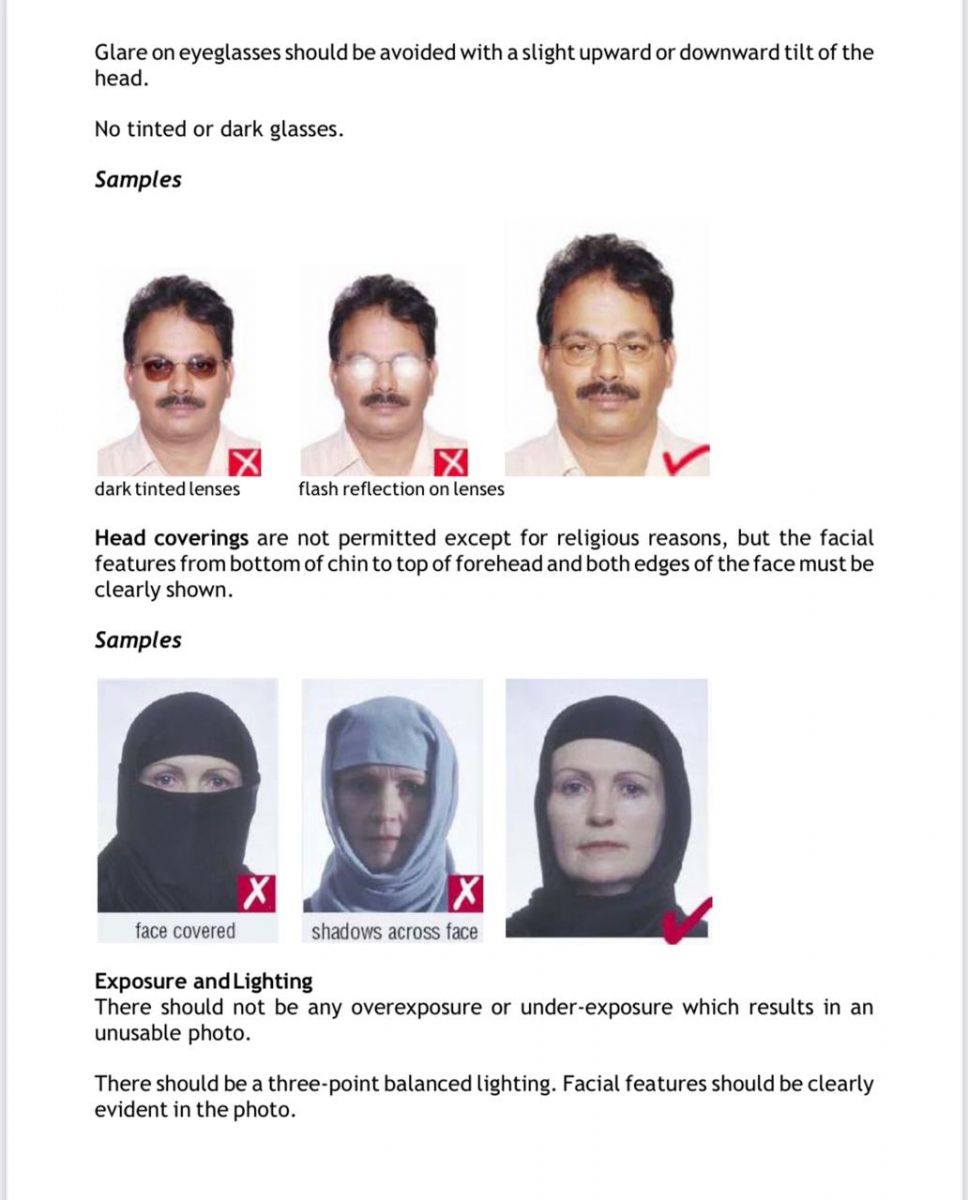 Glare on eyeglasses should be avoided with a slight upward or downward tilt of the
head.
No tinted or dark glasses.
Samples
dark tinted lenses
flash reflection on lenses
Head coverings are not permitted except for religious reasons, but the facial
features from bottom of chin to top of forehead and both edges of the face must be
clearly shown.
Samples
face covered
shadows across face
Exposure and Lighting
There should not be any overexposure or under-exposure which results in an
unusable photo.
There should be a three-point balanced lighting. Facial features should be clearly
evident in the photo.